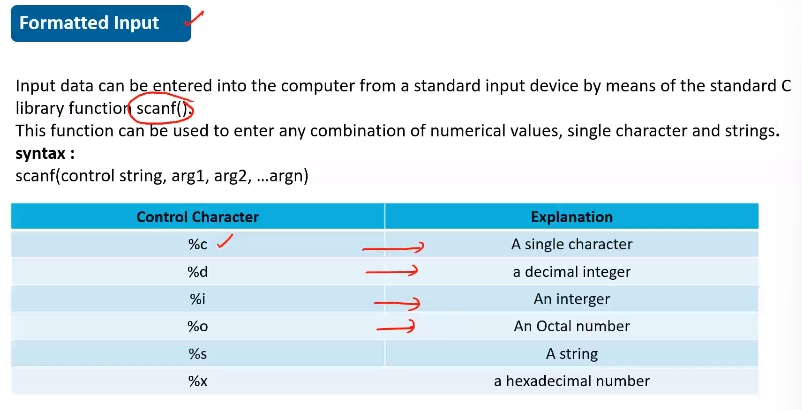 Formatted Input
Input data can be entered into the computer from a standard input device by means of the standard C
library function scanf().
This function can be used to enter any combination of numerical values, single character and strings.
syntax :
scanf(control string, arg1, arg2, ...argn)
Control Character Explanation
%c A single character
%d a decimal integer
%i An interger
%o An Octal number
%s A string
%x a hexadecimal number